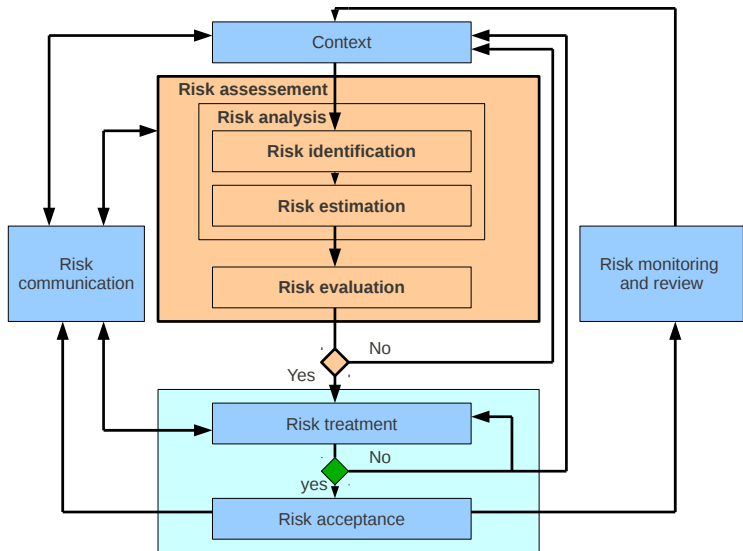 Context
Risk assessement
Risk analysis
Risk identification
Risk estimation
Risk
communication
Risk monitoring
and review
Risk evaluation
No
Yes
Risk treatment
No
yes
Risk acceptance